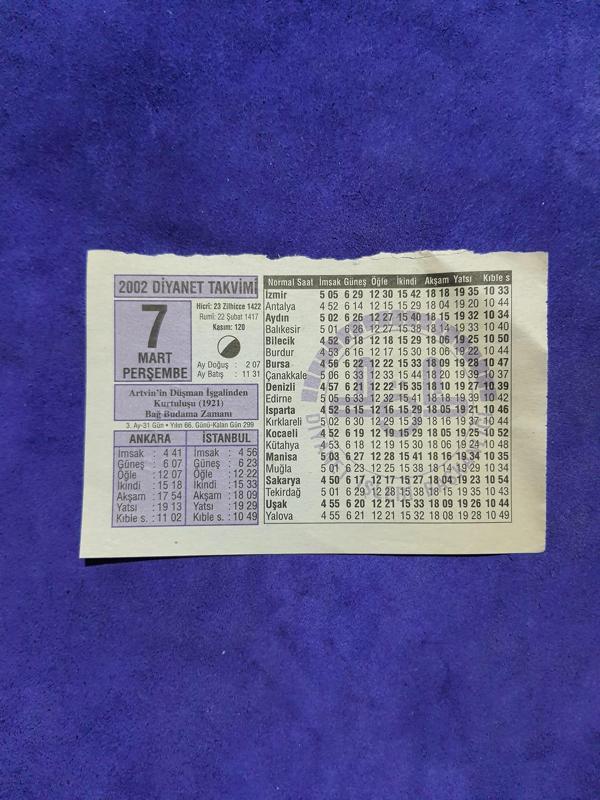 2002 DİYANET TAKVİMİ
7
MART
PERŞEMBE
Hicri: 23 Zilhicce 1422
Rumi: 22 Şubat 1417
Kasım: 120
Ay Doğuş : 2 07
Ay Batış : 11 31
Artvin'in Düşman İşgalinden
Kurtuluşu (1921)
Bağ Budama Zamanı
3. Ay-31 Gün • Yılın 66. Günü-Kalan Gün 299
ANKARA
İmsak : 4 41
Güneş : 6 07
Öğle : 12 07
İkindi : 15 18
Akşam : 17 54
Yatsı : 19 13
Kıble s. : 11 02
İSTANBUL
İmsak : 4 56
Güneş : 6 23
Öğle : 12 22
İkindi : 15 33
Akşam : 18 09
Yatsı : 19 29
Kıble s. : 10 49
Normal Saat İmsak Güneş Öğle İkindi Akşam Yatsı Kıble s
İzmir 5 05 6 29 12 30 15 42 18 18 19 35 10 33
Antalya 4 52 6 14 12 15 15 29 18 04 19 20 10 44
Aydın 5 02 6 26 12 27 15 40 18 15 19 32 10 34
Balıkesir 5 01 6 26 12 27 15 38 18 14 19 33 10 40
Bilecik 4 52 6 18 12 18 15 29 18 06 19 25 10 50
Burdur 4 53 6 16 12 17 15 30 18 06 19 22 10 44
Bursa 4 56 6 22 12 22 15 33 18 09 19 28 10 47
Çanakkale 5 06 6 33 12 33 15 44 18 20 19 39 10 37
Denizli 4 57 6 21 12 22 15 35 18 10 19 27 10 39
Edirne 5 05 6 33 12 31 15 41 18 18 19 39 10 42
Isparta 4 52 6 15 12 16 15 29 18 05 19 21 10 46
Kırklareli 5 02 6 30 12 29 15 39 18 16 19 37 10 45
Kocaeli 4 52 6 19 12 19 15 29 18 05 19 25 10 52
Kütahya 4 53 6 18 12 19 15 30 18 06 19 24 10 48
Manisa 5 03 6 27 12 28 15 41 18 16 19 34 10 35
Muğla 5 01 6 23 12 25 15 38 18 14 19 29 10 34
Sakarya 4 50 6 17 12 17 15 27 18 04 19 23 10 54
Tekirdağ 5 01 6 29 12 28 15 38 18 15 19 35 10 43
Uşak 4 55 6 20 12 21 15 33 18 09 19 26 10 44
Yalova 4 55 6 21 12 21 15 32 18 08 19 28 10 49